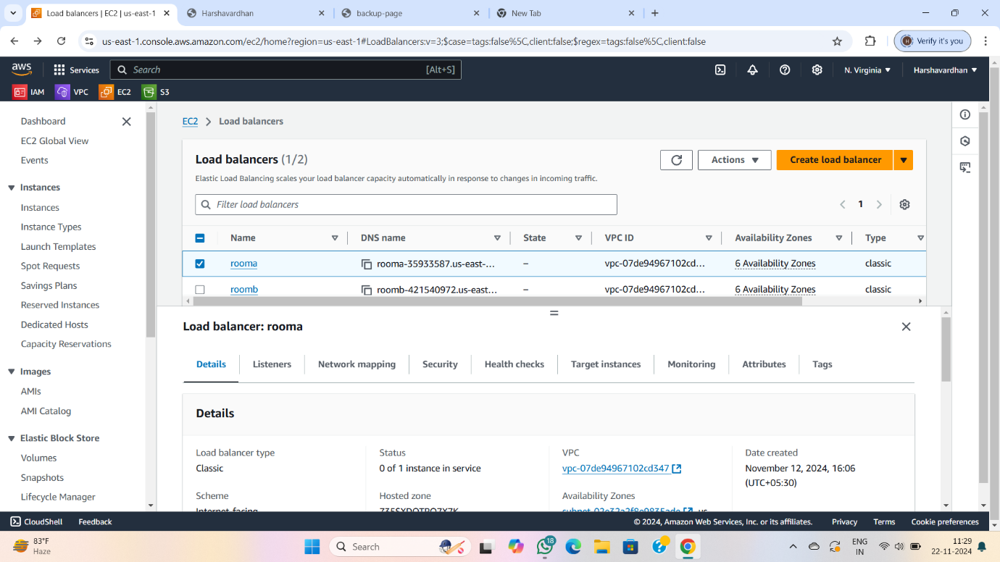 Load balancers | EC2 | us-east-1
Harshavardhan
backup-page
New Tab
us-east-1.console.aws.amazon.com/ec2/home?region=us-east-1#LoadBalancers:v=3;$case=tags:false%5C,client:false;$regex=tags:false%5C,client:false
H Verify it's you
aws
Services
Search
[Alt+S]
N. Virginia
Harshavardhan
IAM
VPC
EC2
S3
Dashboard
EC2 Global View
Events
Instances
Instances
Instance Types
Launch Templates
Spot Requests
Savings Plans
Reserved Instances
Dedicated Hosts
Capacity Reservations
Images
AMIs
AMI Catalog
Elastic Block Store
Volumes
Snapshots
Lifecycle Manager
EC2
Load balancers
Load balancers (1/2)
Actions
Create load balancer
Elastic Load Balancing scales your load balancer capacity automatically in response to changes in incoming traffic.
Filter load balancers
1
Name
DNS name
State
VPC ID
Availability Zones
Type
rooma
rooma-35933587.us-east-...
–
vpc-07de94967102cd...
6 Availability Zones
classic
roomb
roomb-421540972.us-east...
–
vpc-07de94967102cd...
6 Availability Zones
classic
Load balancer: rooma
Details
Listeners
Network mapping
Security
Health checks
Target instances
Monitoring
Attributes
Tags
Details
Load balancer type
Classic
Status
0 of 1 instance in service
VPC
vpc-07de94967102cd347
Date created
November 12, 2024, 16:06
(UTC+05:30)
Scheme
Internet-facing
Hosted zone
Availability Zones
CloudShell
Feedback
© 2024, Amazon Web Services, Inc. or its affiliates.
Privacy
Terms
Cookie preferences
83°F
Haze
Search
18
ENG
IN
11:29
22-11-2024